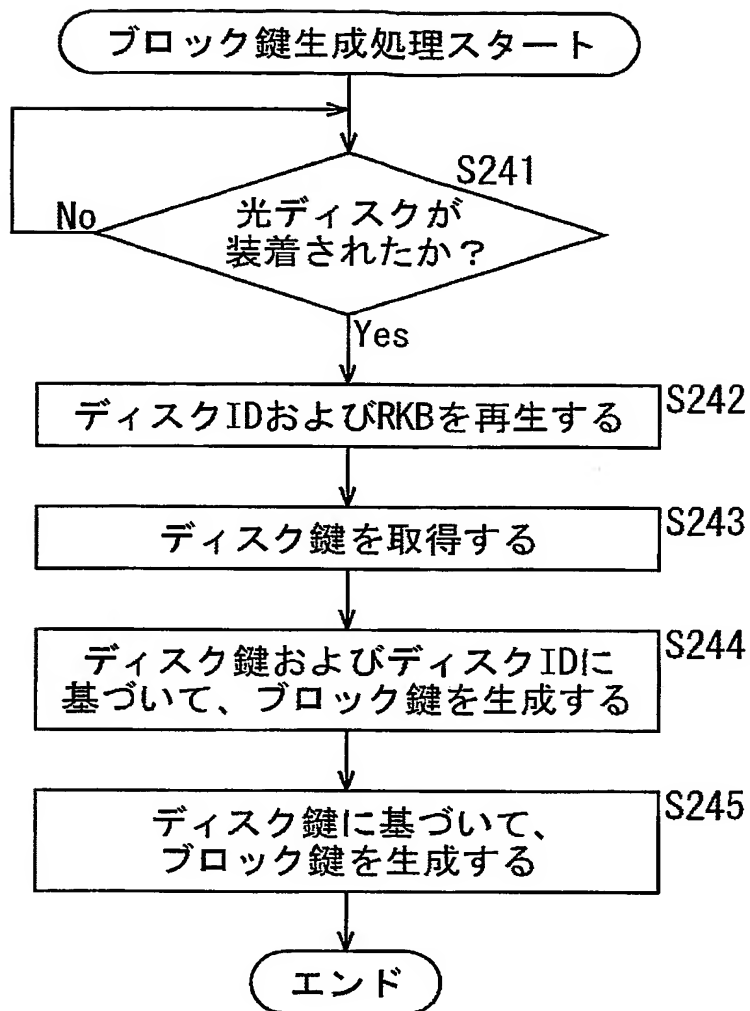 ブロック鍵生成処理スタート
S241
光ディスクが
装着されたか？
No
Yes
S242
ディスクIDおよびRKBを再生する
S243
ディスク鍵を取得する
S244
ディスク鍵およびディスクIDに
基づいて、ブロック鍵を生成する
S245
ディスク鍵に基づいて、
ブロック鍵を生成する
エンド